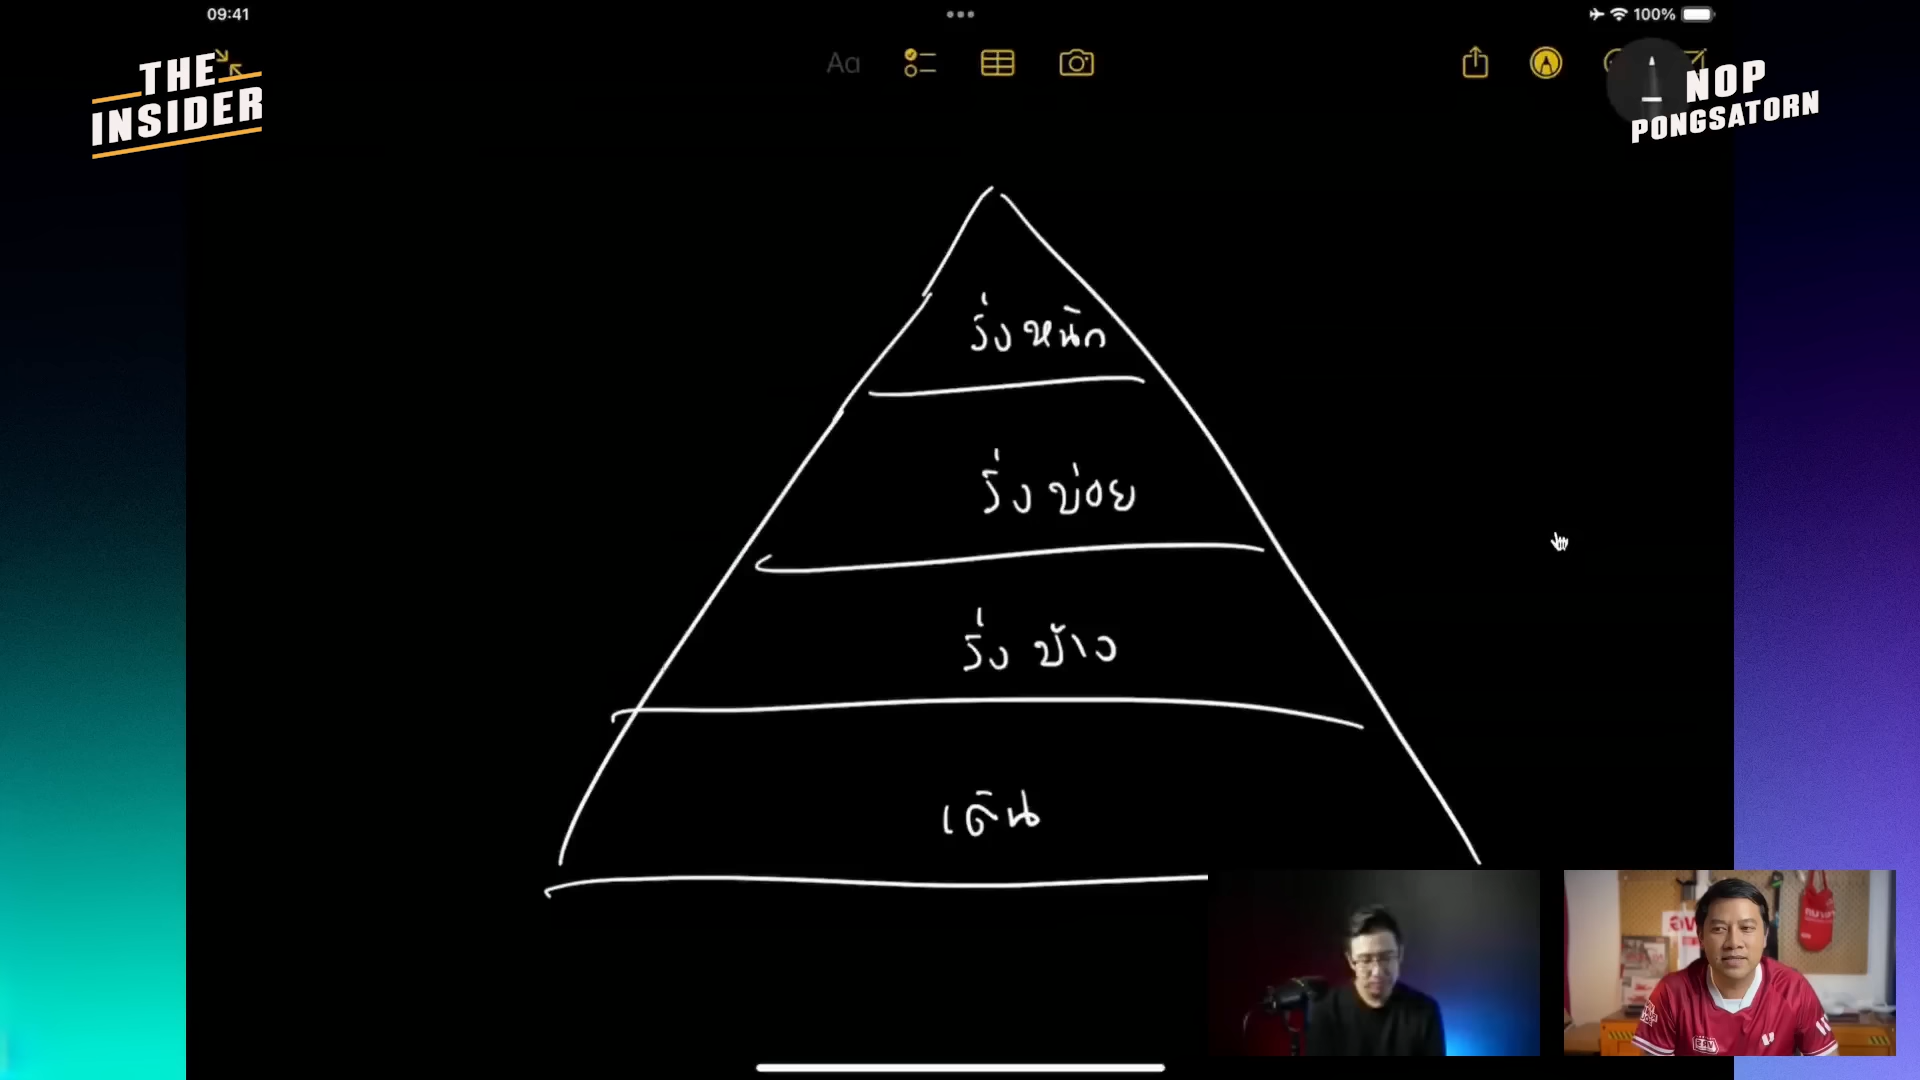 09:41
100%
THE
INSIDER
Aa
NOP
PONGSATORN
วิ่งหนัก
วิ่งบ่อย
วิ่งบ้าง
เดิน